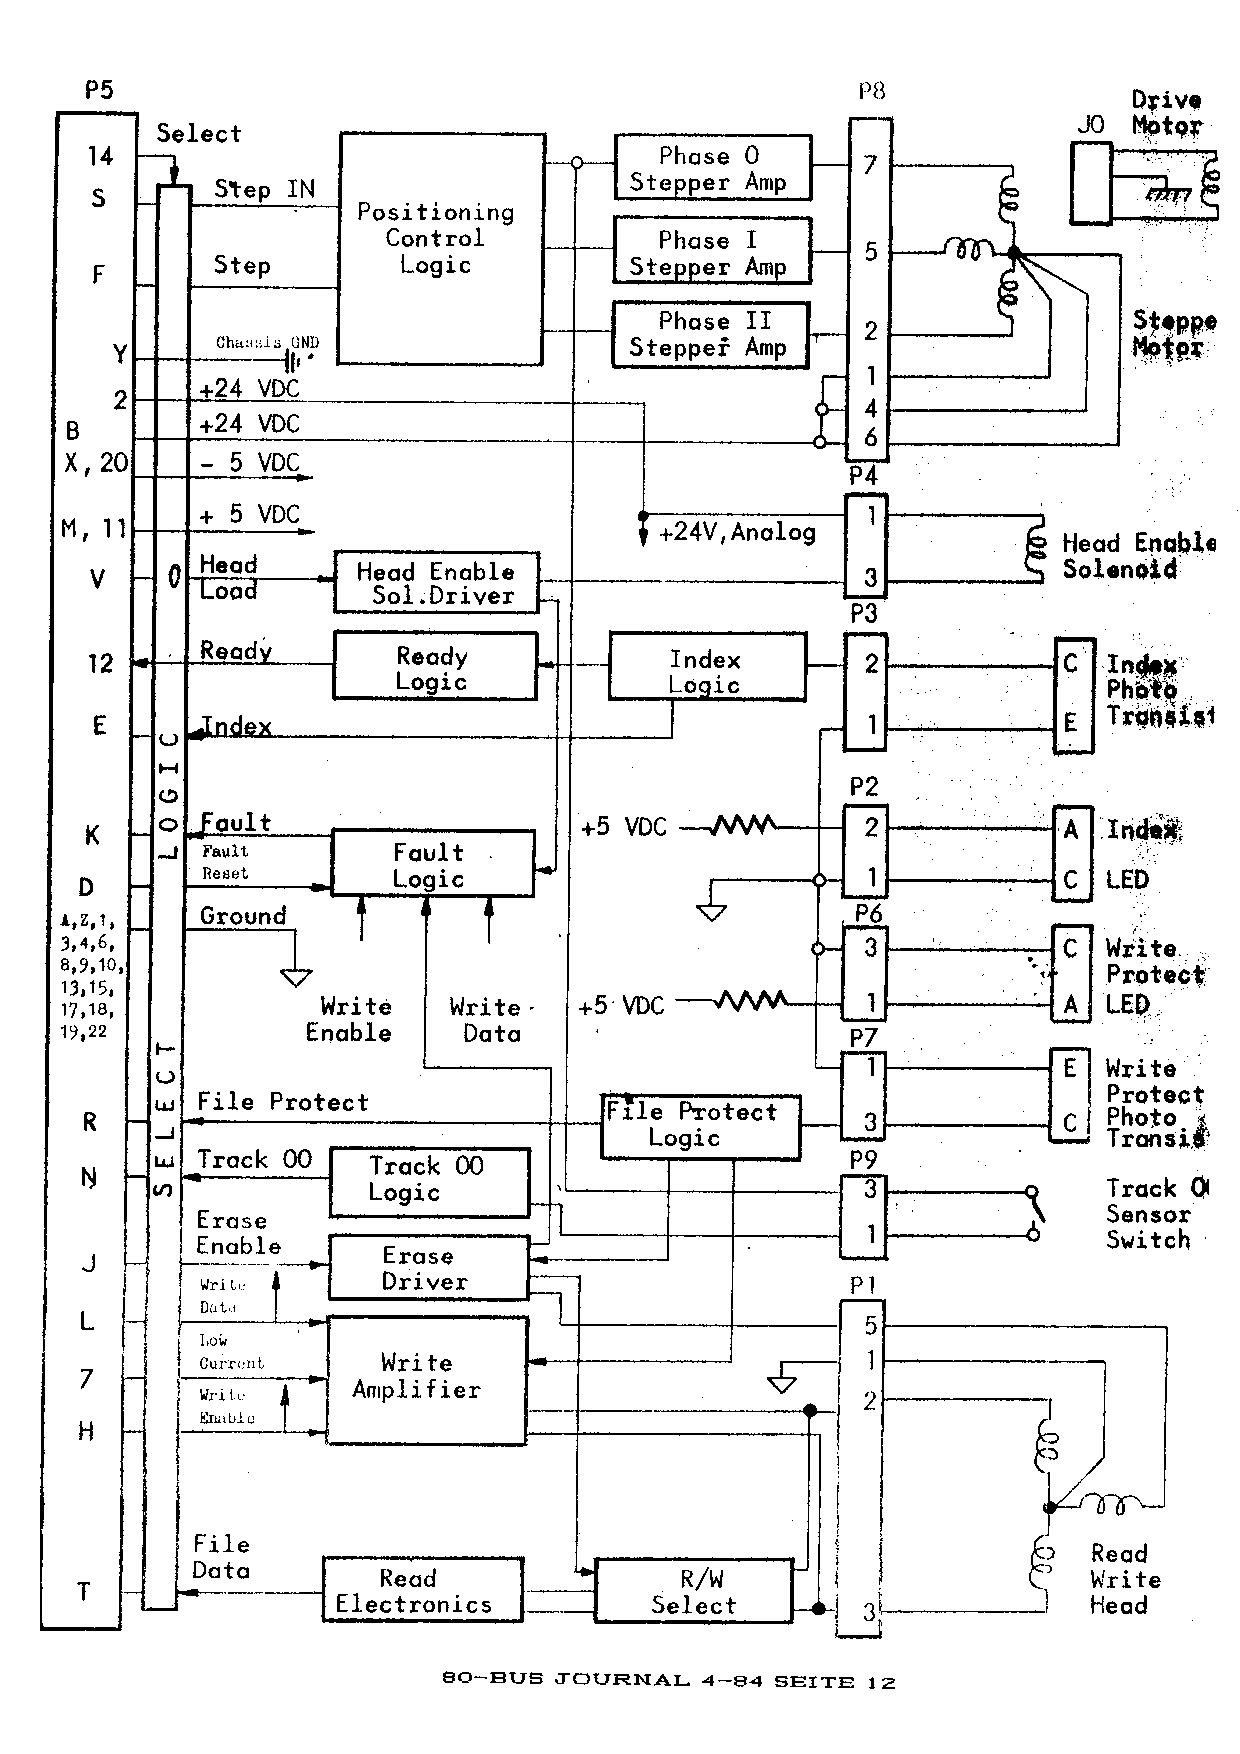 P5
P8
Drive
Motor
JO
Select
14
S
Step IN
F
Step
Positioning
Control
Logic
Phase 0
Stepper Amp
Phase I
Stepper Amp
Phase II
Stepper Amp
7
5
2
1
4
6
Steppe
Motor
Y
Chassis GND
2
+24 VDC
B
+24 VDC
X,20
- 5 VDC
M, 11
+ 5 VDC
+24V,Analog
P4
1
3
Head Enable
Solenoid
V
0
Head
Load
Head Enable
Sol.Driver
P3
12
Ready
Ready
Logic
Index
Logic
2
1
C
E
Index
Photo
Transist
E
Index
SELECT LOGIC
P2
K
Fault
Fault
Reset
D
Fault
Logic
+5 VDC
2
1
A
C
Index
LED
A,Z,1,
3,4,6,
8,9,10,
13,15,
17,18,
19,22
Ground
Write
Enable
Write
Data
P6
+5 VDC
3
1
C
A
Write
Protect
LED
P7
1
3
E
C
Write
Protect
Photo
Transis
R
File Protect
File Protect
Logic
N
Track 00
Track 00
Logic
P9
3
1
Track 0
Sensor
Switch
J
Erase
Enable
Erase
Driver
L
Write
Data
7
Low
Current
H
Write
Enable
Write
Amplifier
P1
5
1
2
3
T
File
Data
Read
Electronics
R/W
Select
Read
Write
Head
80-BUS JOURNAL 4-84 SEITE 12